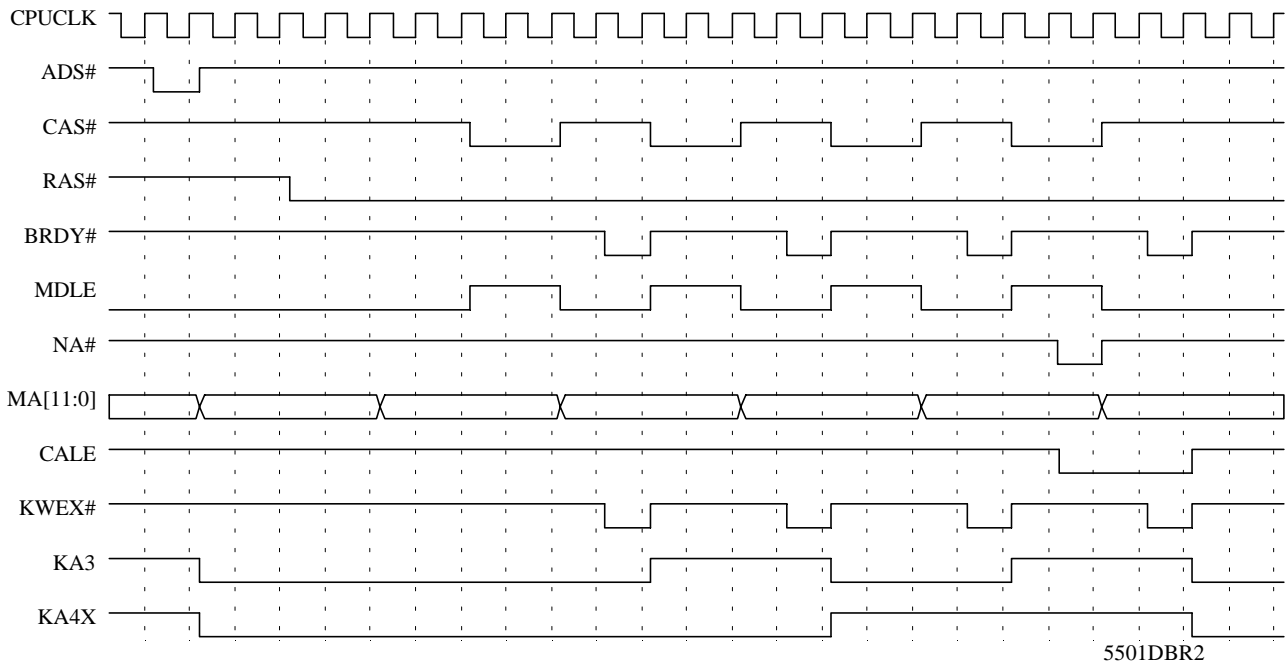 CPUCLK
ADS#
CAS#
RAS#
BRDY#
MDLE
NA#
MA[11:0]
CALE
KWEX#
KA3
KA4X
5501DBR2